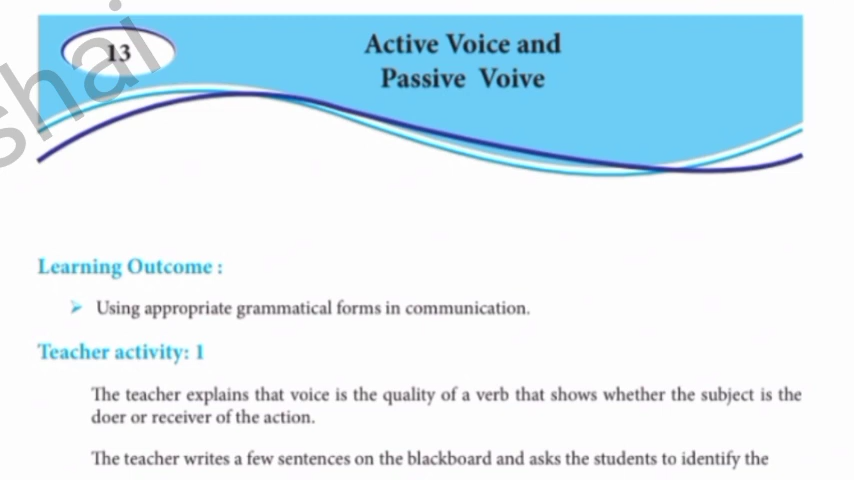 13
Active Voice and
Passive Voive
Learning Outcome :
➤ Using appropriate grammatical forms in communication.
Teacher activity: 1
The teacher explains that voice is the quality of a verb that shows whether the subject is the
doer or receiver of the action.
The teacher writes a few sentences on the blackboard and asks the students to identify the